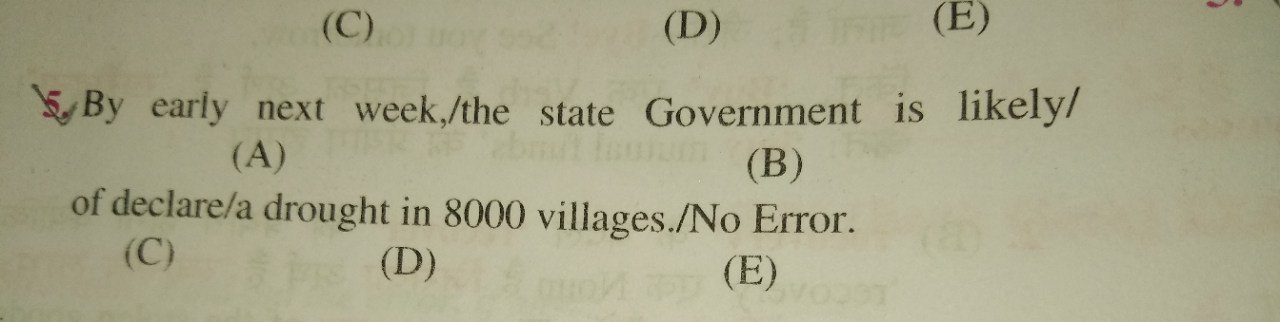 (C) (D) (E)
5. By early next week,/the state Government is likely/
(A) (B)
of declare/a drought in 8000 villages./No Error.
(C) (D) (E)